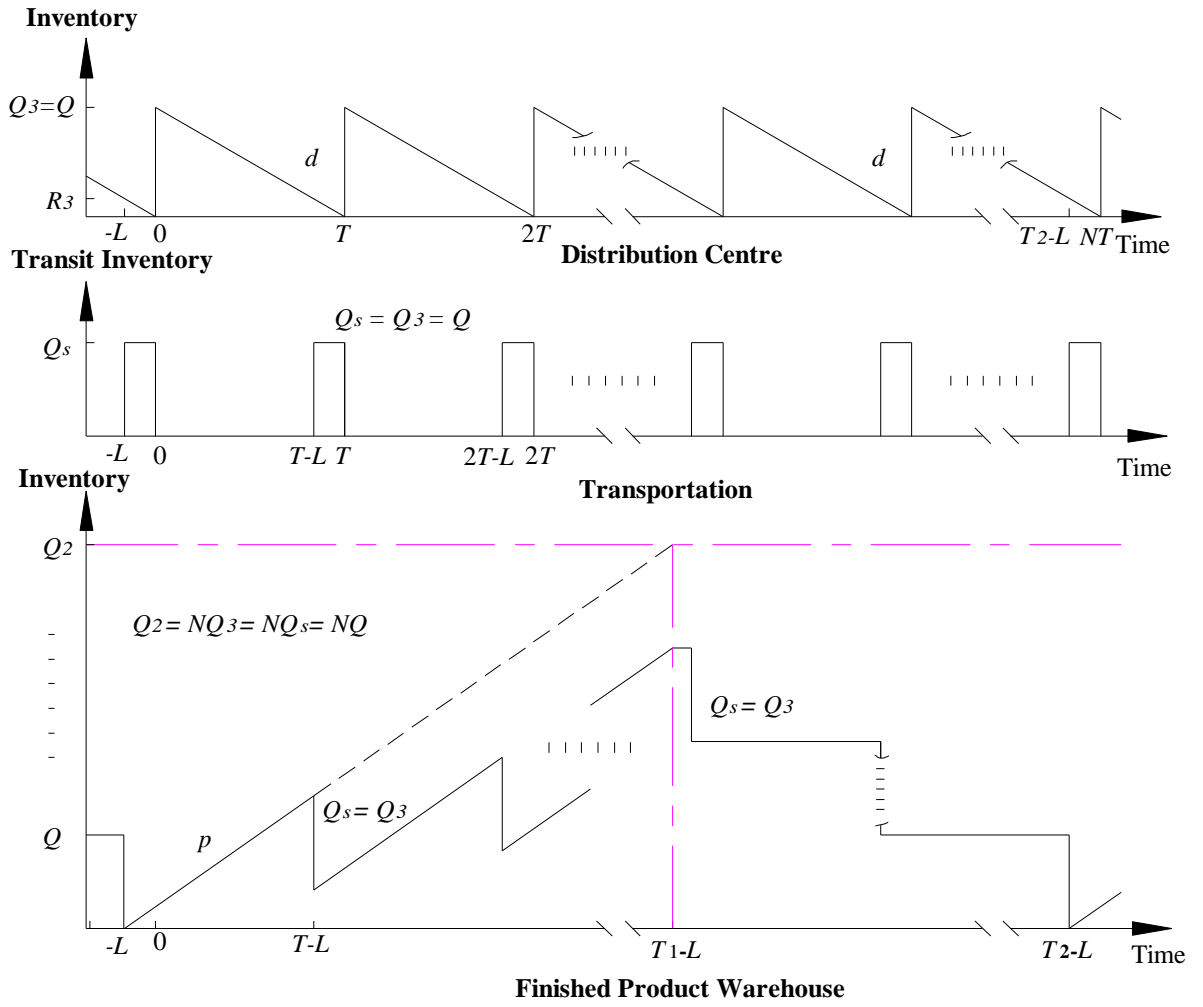 Inventory
Q3=Q
d
d
R3
-L 0 T 2T T2-L NT Time
Distribution Centre
Transit Inventory
Qs = Q3 = Q
Qs
-L 0 T-L T 2T-L 2T Time
Transportation
Inventory
Q2
Q2 = NQ3 = NQs = NQ
Qs = Q3
Qs = Q3
Q
p
-L 0 T-L T1-L T2-L Time
Finished Product Warehouse